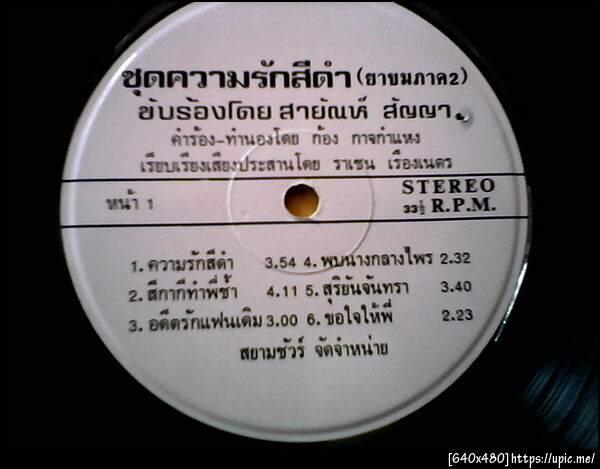 ชุดความรักสีดำ (ยาขมภาค2)
ขับร้องโดย สายัณห์ สัญญา
คำร้อง-ทำนองโดย ก้อง กาจกำแหง
เรียบเรียงเสียงประสานโดย ราเชน เรืองเนตร
หน้า 1
STEREO
33⅓ R.P.M.
1. ความรักสีดำ 3.54 4. พบนางกลางไพร 2.32
2. สีกากีทำพี่ช้ำ 4.11 5. สุริยันจันทรา 3.40
3. อดีตรักแฟนเดิม 3.00 6. ขอใจให้พี่ 2.23
สยามชัวร์ จัดจำหน่าย
[640x480] https://upic.me/